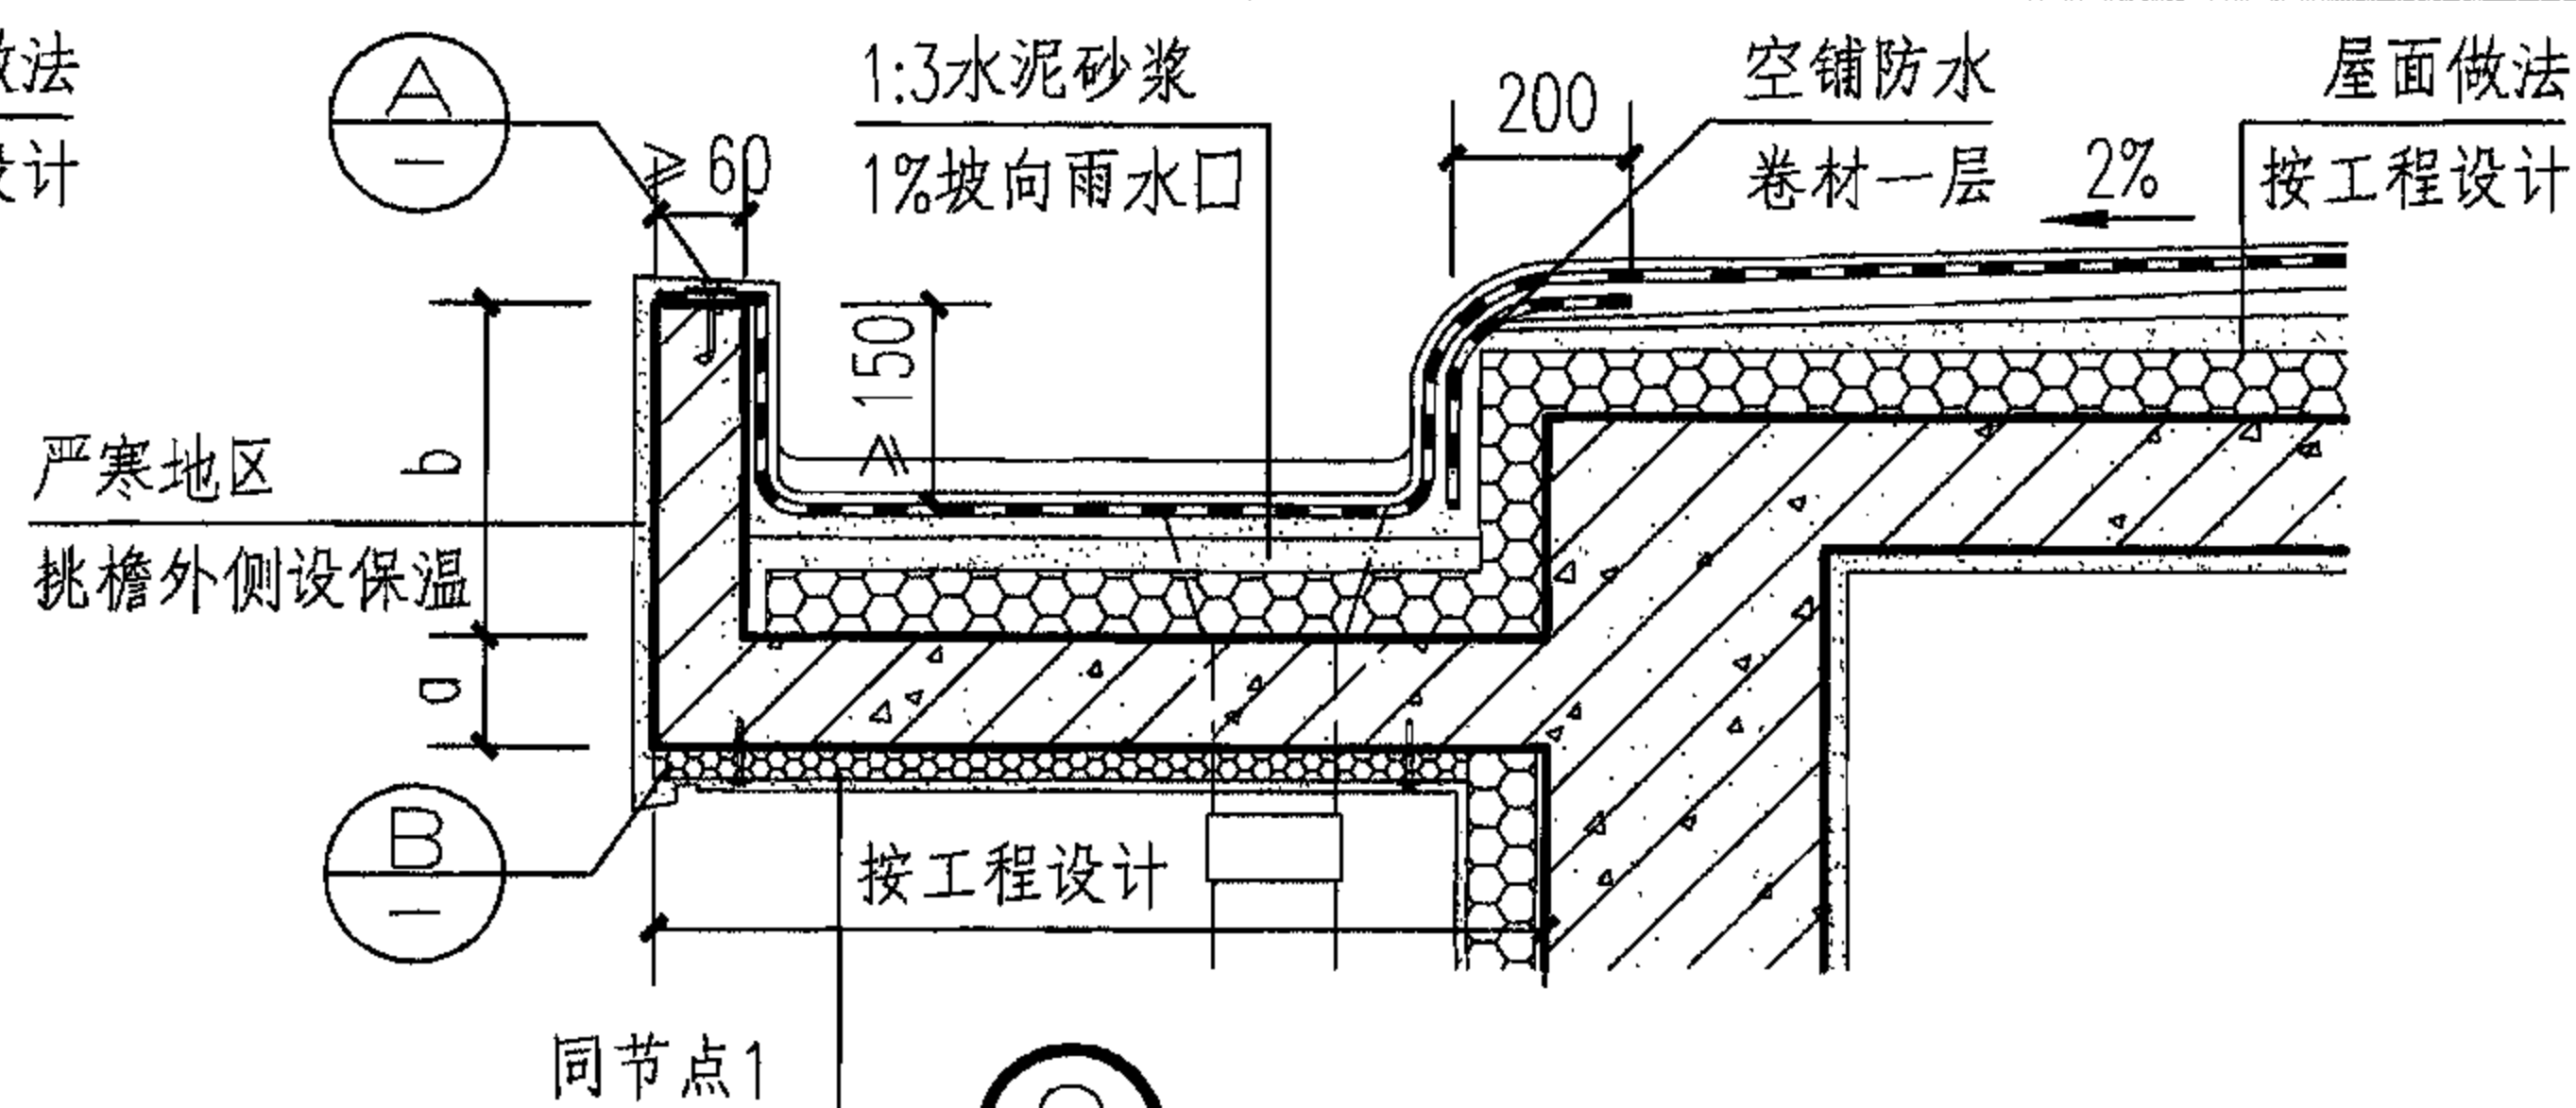 做法
设计
A
—
≥60
1:3水泥砂浆
1%坡向雨水口
200
空铺防水
卷材一层
2%
屋面做法
按工程设计
≥150
b
a
严寒地区
挑檐外侧设保温
B
—
按工程设计
同节点1